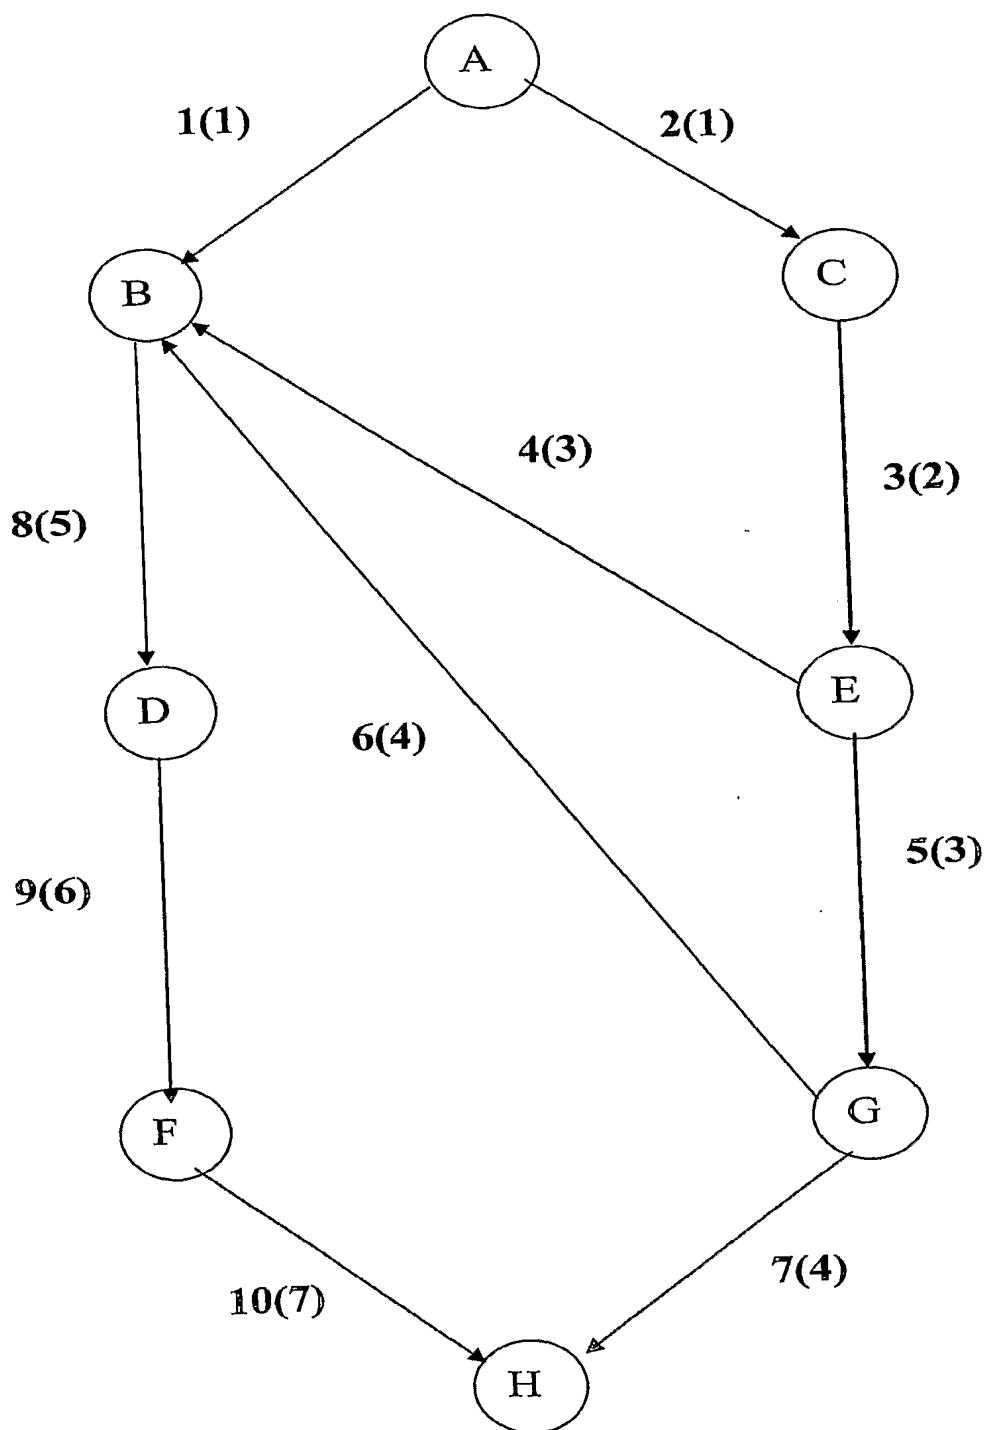 A
1(1)
2(1)
C
B
4(3)
3(2)
8(5)
E
D
6(4)
5(3)
9(6)
G
F
7(4)
10(7)
H